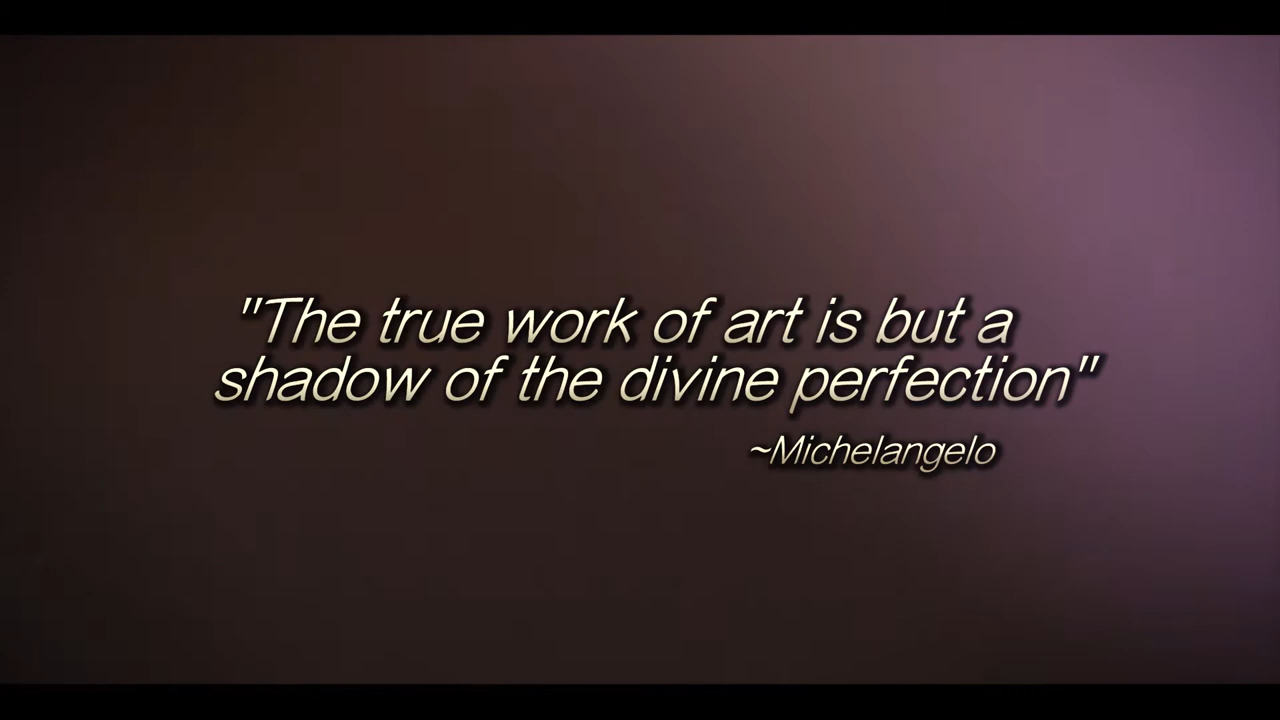 "The true work of art is but a
shadow of the divine perfection"
~Michelangelo